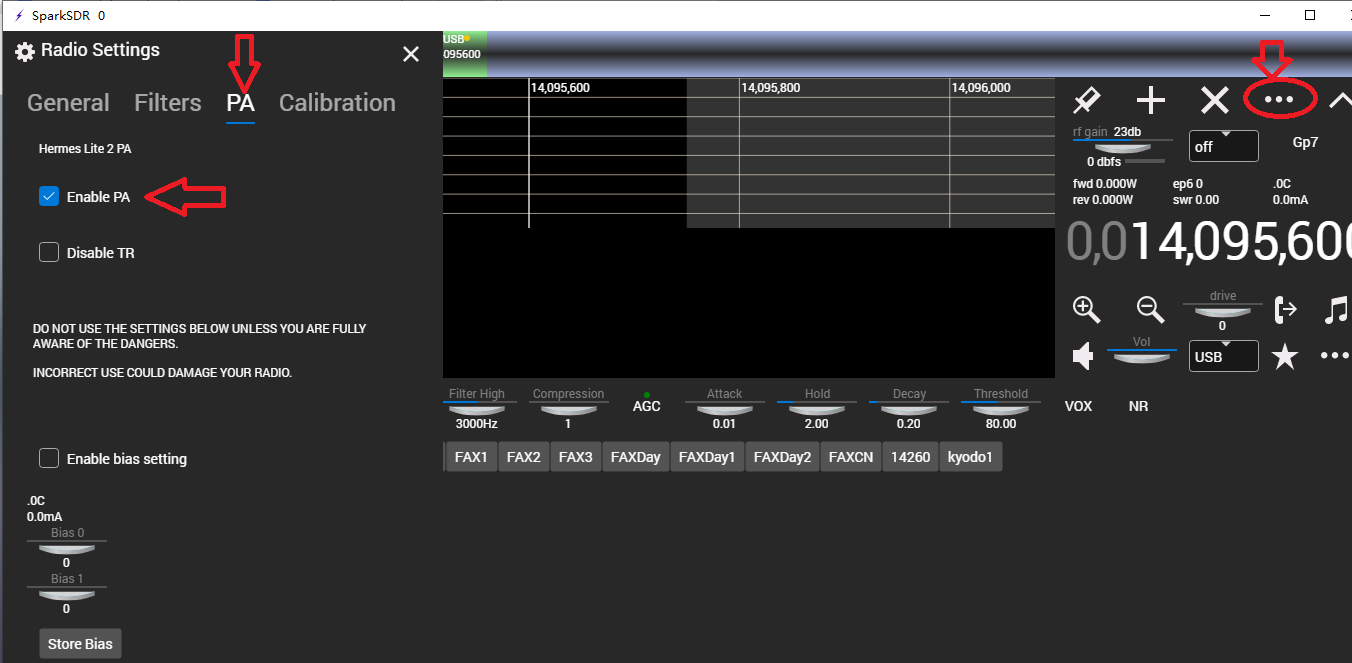 SparkSDR 0
Radio Settings
General Filters PA Calibration
Hermes Lite 2 PA
Enable PA
Disable TR
DO NOT USE THE SETTINGS BELOW UNLESS YOU ARE FULLY
AWARE OF THE DANGERS.
INCORRECT USE COULD DAMAGE YOUR RADIO.
Enable bias setting
.0C
0.0mA
Bias 0
0
Bias 1
0
Store Bias
USB
095600
14,095,600 14,095,800 14,096,000
rf gain 23db
0 dbfs
off
Gp7
fwd 0.000W ep6 0 .0C
rev 0.000W swr 0.00 0.0mA
0,014,095,600
drive
0
Vol
USB
Filter High Compression AGC Attack Hold Decay Threshold
3000Hz 1 0.01 2.00 0.20 80.00
VOX NR
FAX1 FAX2 FAX3 FAXDay FAXDay1 FAXDay2 FAXCN 14260 kyodo1